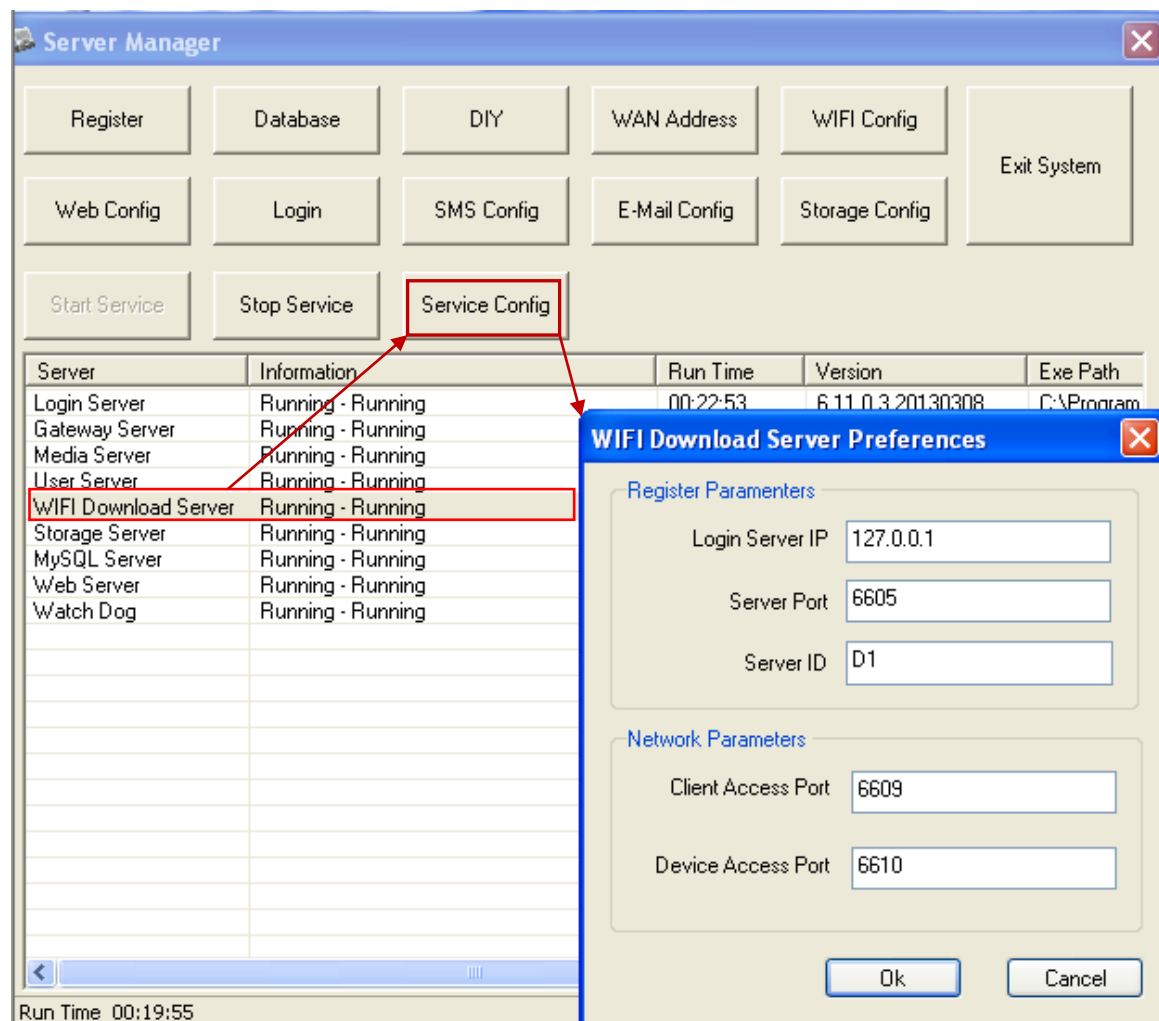 Server Manager
Register Database DIY WAN Address WIFI Config Exit System
Web Config Login SMS Config E-Mail Config Storage Config
Start Service Stop Service Service Config
Server Information Run Time Version Exe Path
Login Server Running - Running 00:22:53 6.11.0.3.20130308 C:\Program
Gateway Server Running - Running
Media Server Running - Running
User Server Running - Running
WIFI Download Server Running - Running
Storage Server Running - Running
MySQL Server Running - Running
Web Server Running - Running
Watch Dog Running - Running
Run Time 00:19:55
WIFI Download Server Preferences
Register Paramenters
Login Server IP 127.0.0.1
Server Port 6605
Server ID D1
Network Parameters
Client Access Port 6609
Device Access Port 6610
Ok Cancel